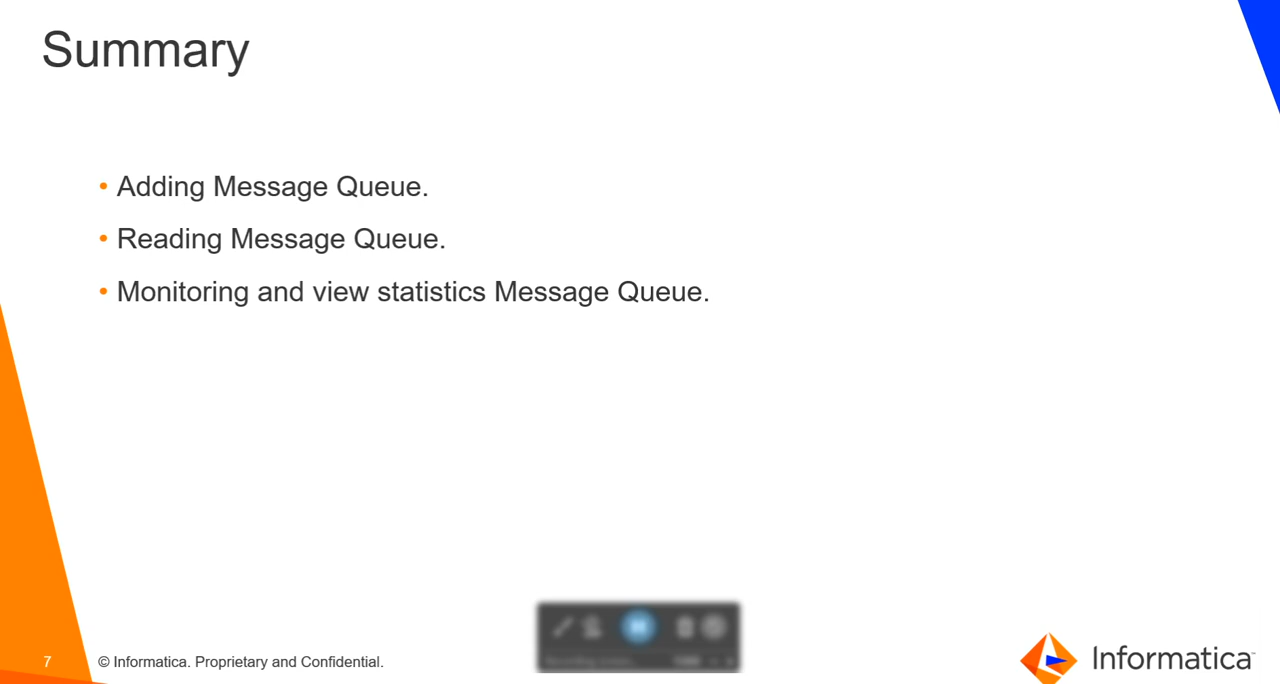 Summary
• Adding Message Queue.
• Reading Message Queue.
• Monitoring and view statistics Message Queue.
7
© Informatica. Proprietary and Confidential.
Informatica